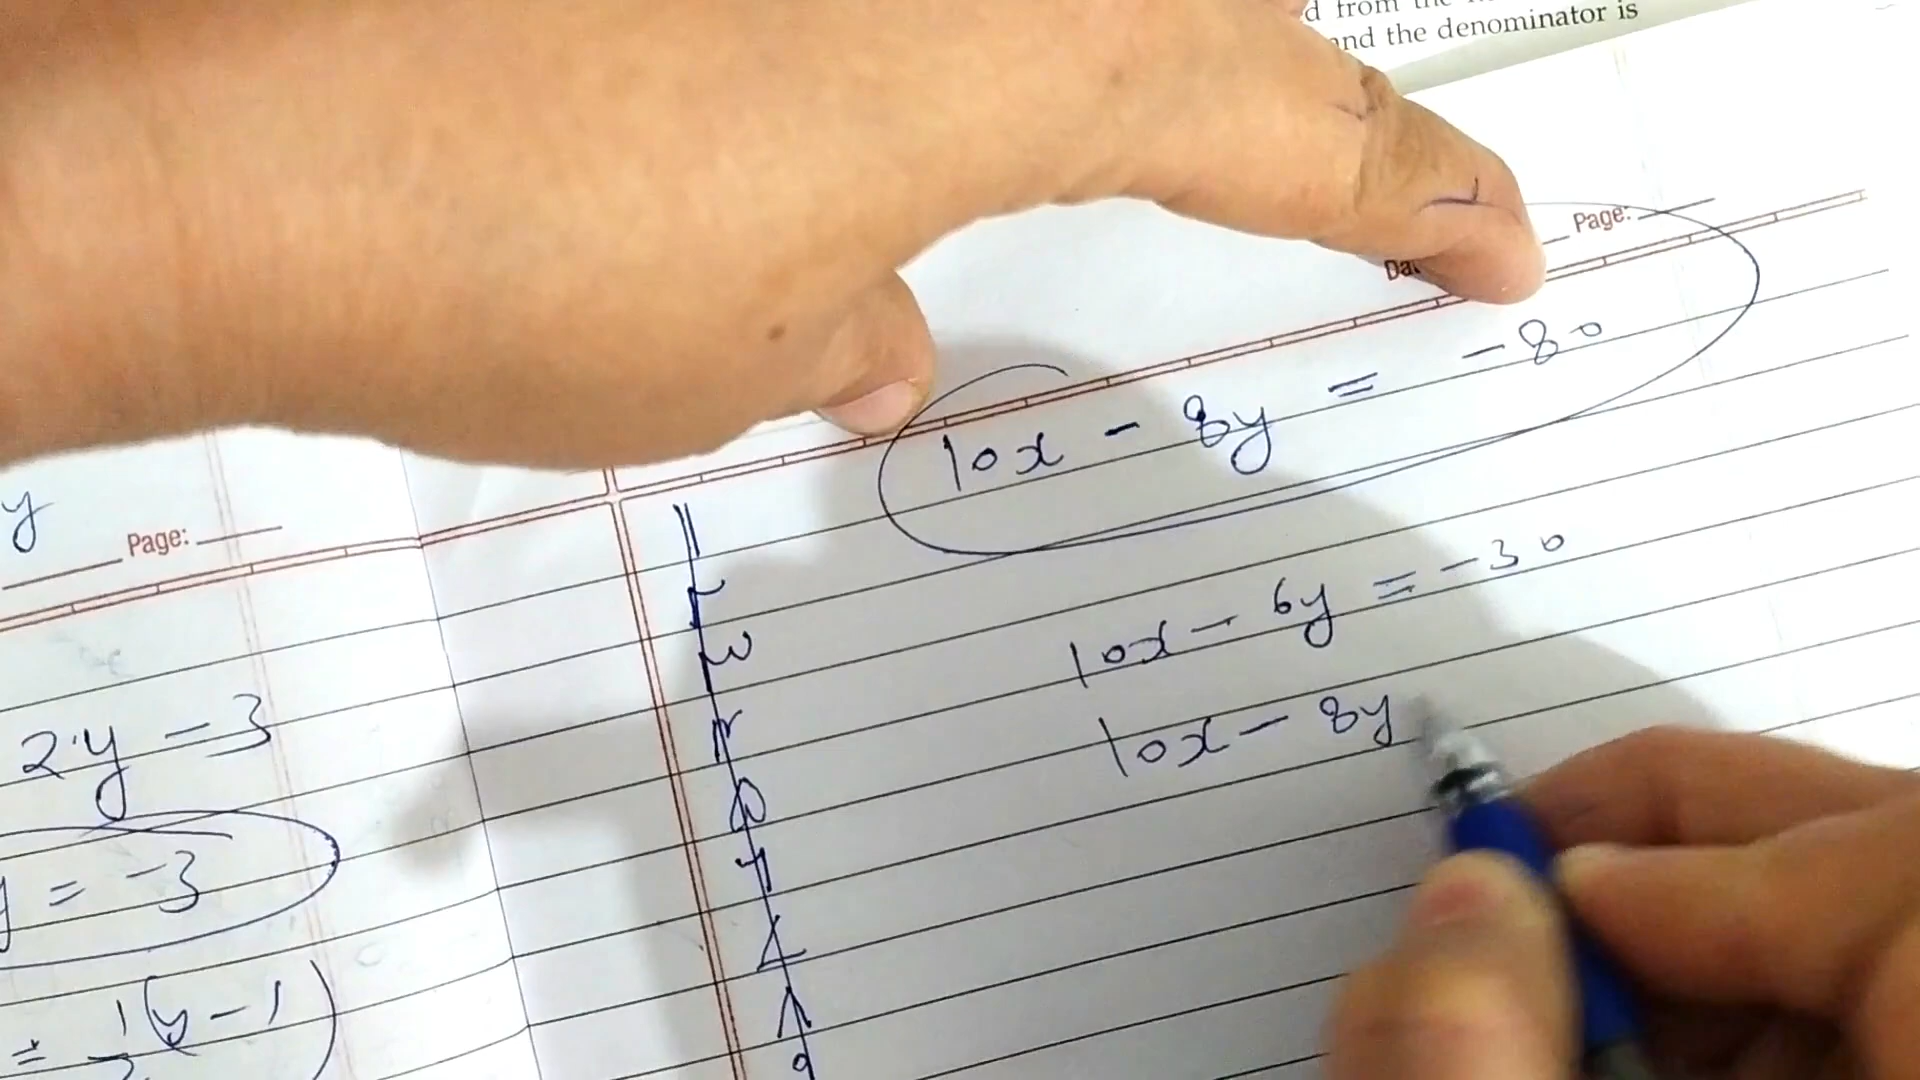 d from the
and the denominator is
Page:
10x - 8y = -80
10x - 6y = -30
10x - 8y
y
Page:
2y - 3
y = -3